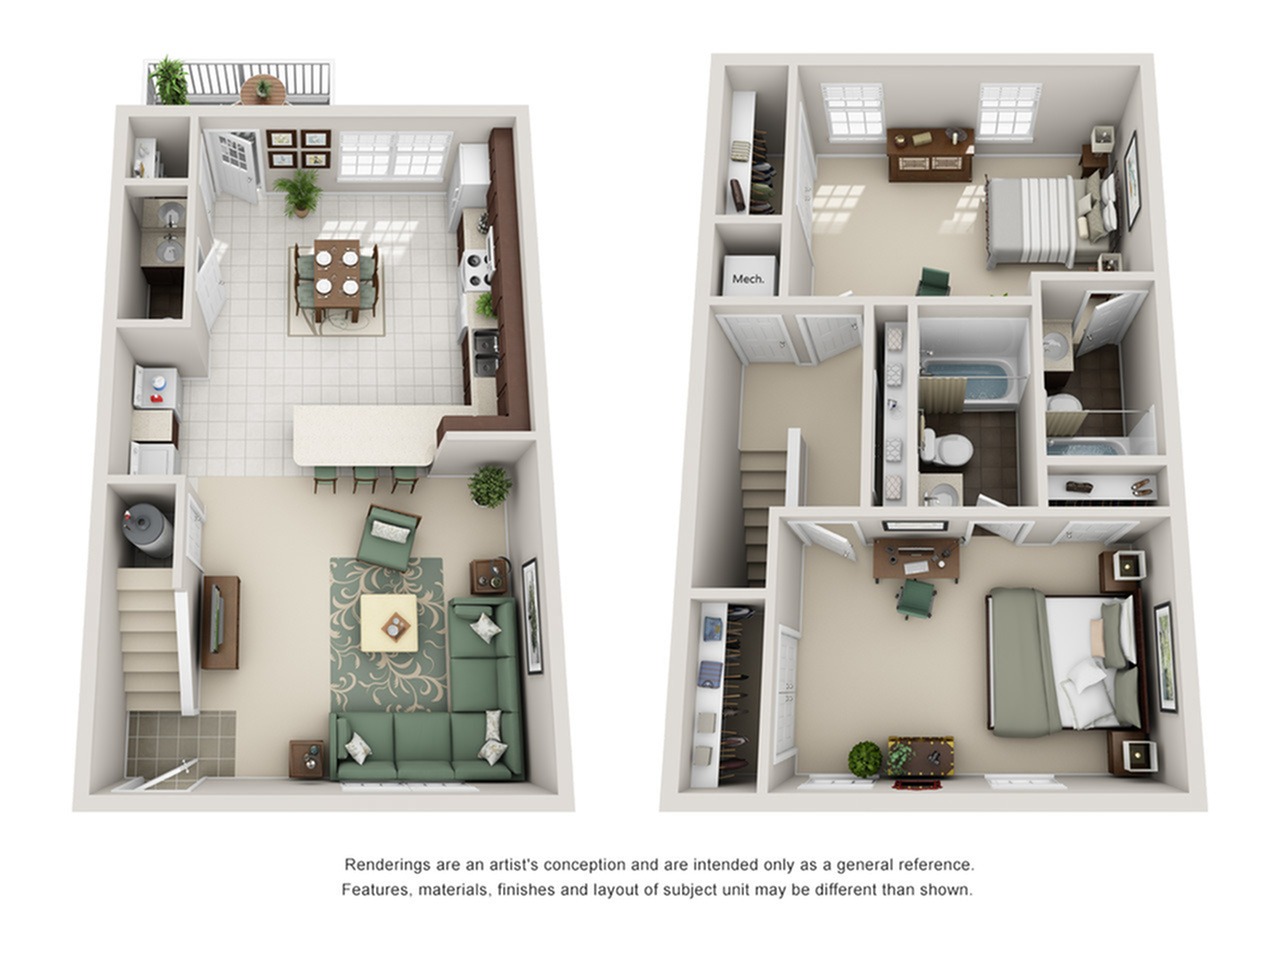 Mech.
Renderings are an artist's conception and are intended only as a general reference.
Features, materials, finishes and layout of subject unit may be different than shown.